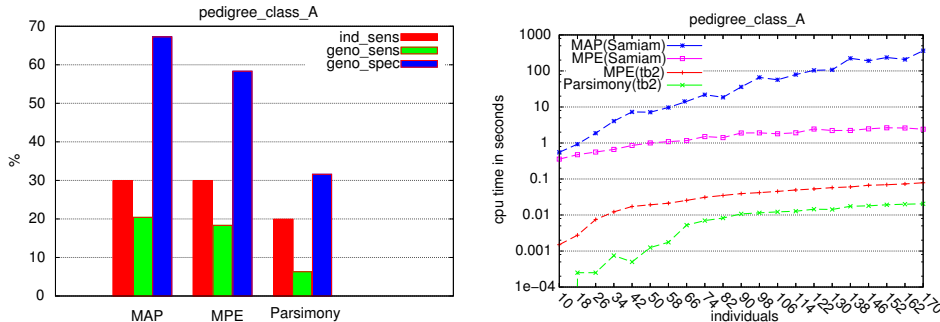 pedigree_class_A
70
60
50
40
30
20
10
0
%
ind_sens
geno_sens
geno_spec
MAP MPE Parsimony
pedigree_class_A
1000
100
10
1
0.1
0.01
0.001
1e-04
cpu time in seconds
MAP(Samiam)
MPE(Samiam)
MPE(tb2)
Parsimony(tb2)
10 18 26 34 42 50 58 66 74 82 90 98 106 114 122 130 138 146 152 162 170
individuals